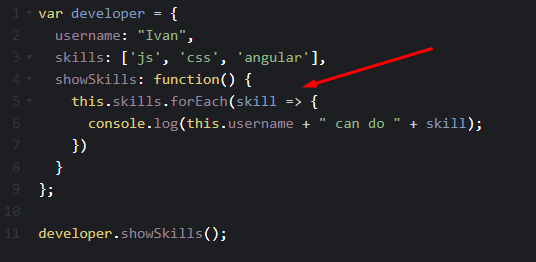 1 var developer = {
2   username: "Ivan",
3   skills: ['js', 'css', 'angular'],
4   showSkills: function() {
5     this.skills.forEach(skill => {
6       console.log(this.username + " can do " + skill);
7     })
8   }
9 };
10
11 developer.showSkills();